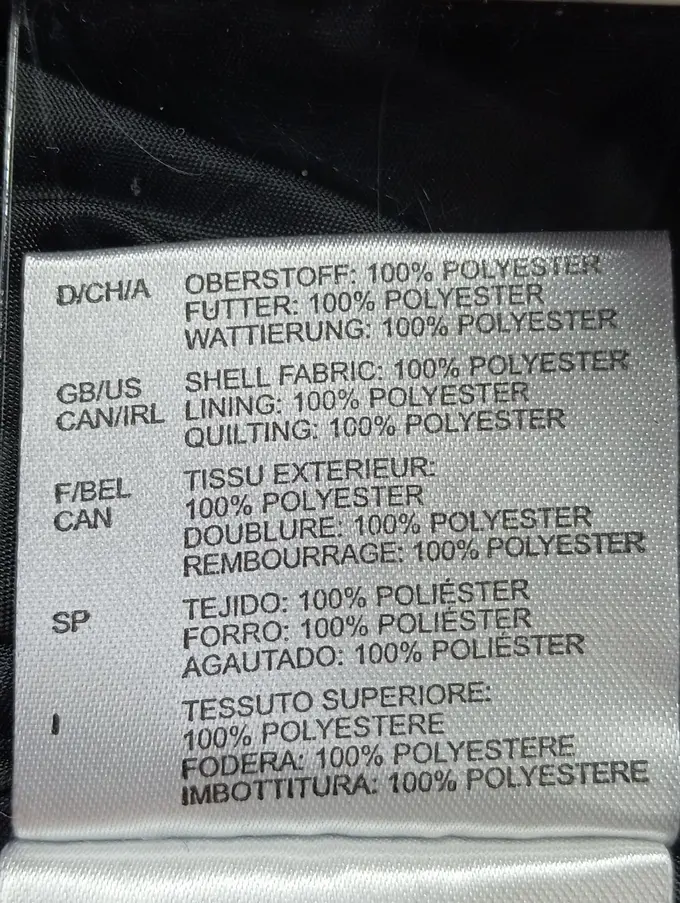 D/CH/A OBERSTOFF: 100% POLYESTER
FUTTER: 100% POLYESTER
WATTIERUNG: 100% POLYESTER
GB/US SHELL FABRIC: 100% POLYESTER
CAN/IRL LINING: 100% POLYESTER
QUILTING: 100% POLYESTER
F/BEL TISSU EXTERIEUR:
CAN 100% POLYESTER
DOUBLURE: 100% POLYESTER
REMBOURRAGE: 100% POLYESTER
SP TEJIDO: 100% POLIÉSTER
FORRO: 100% POLIÉSTER
AGAUTADO: 100% POLIÉSTER
I TESSUTO SUPERIORE:
100% POLYESTERE
FODERA: 100% POLYESTERE
IMBOTTITURA: 100% POLYESTERE